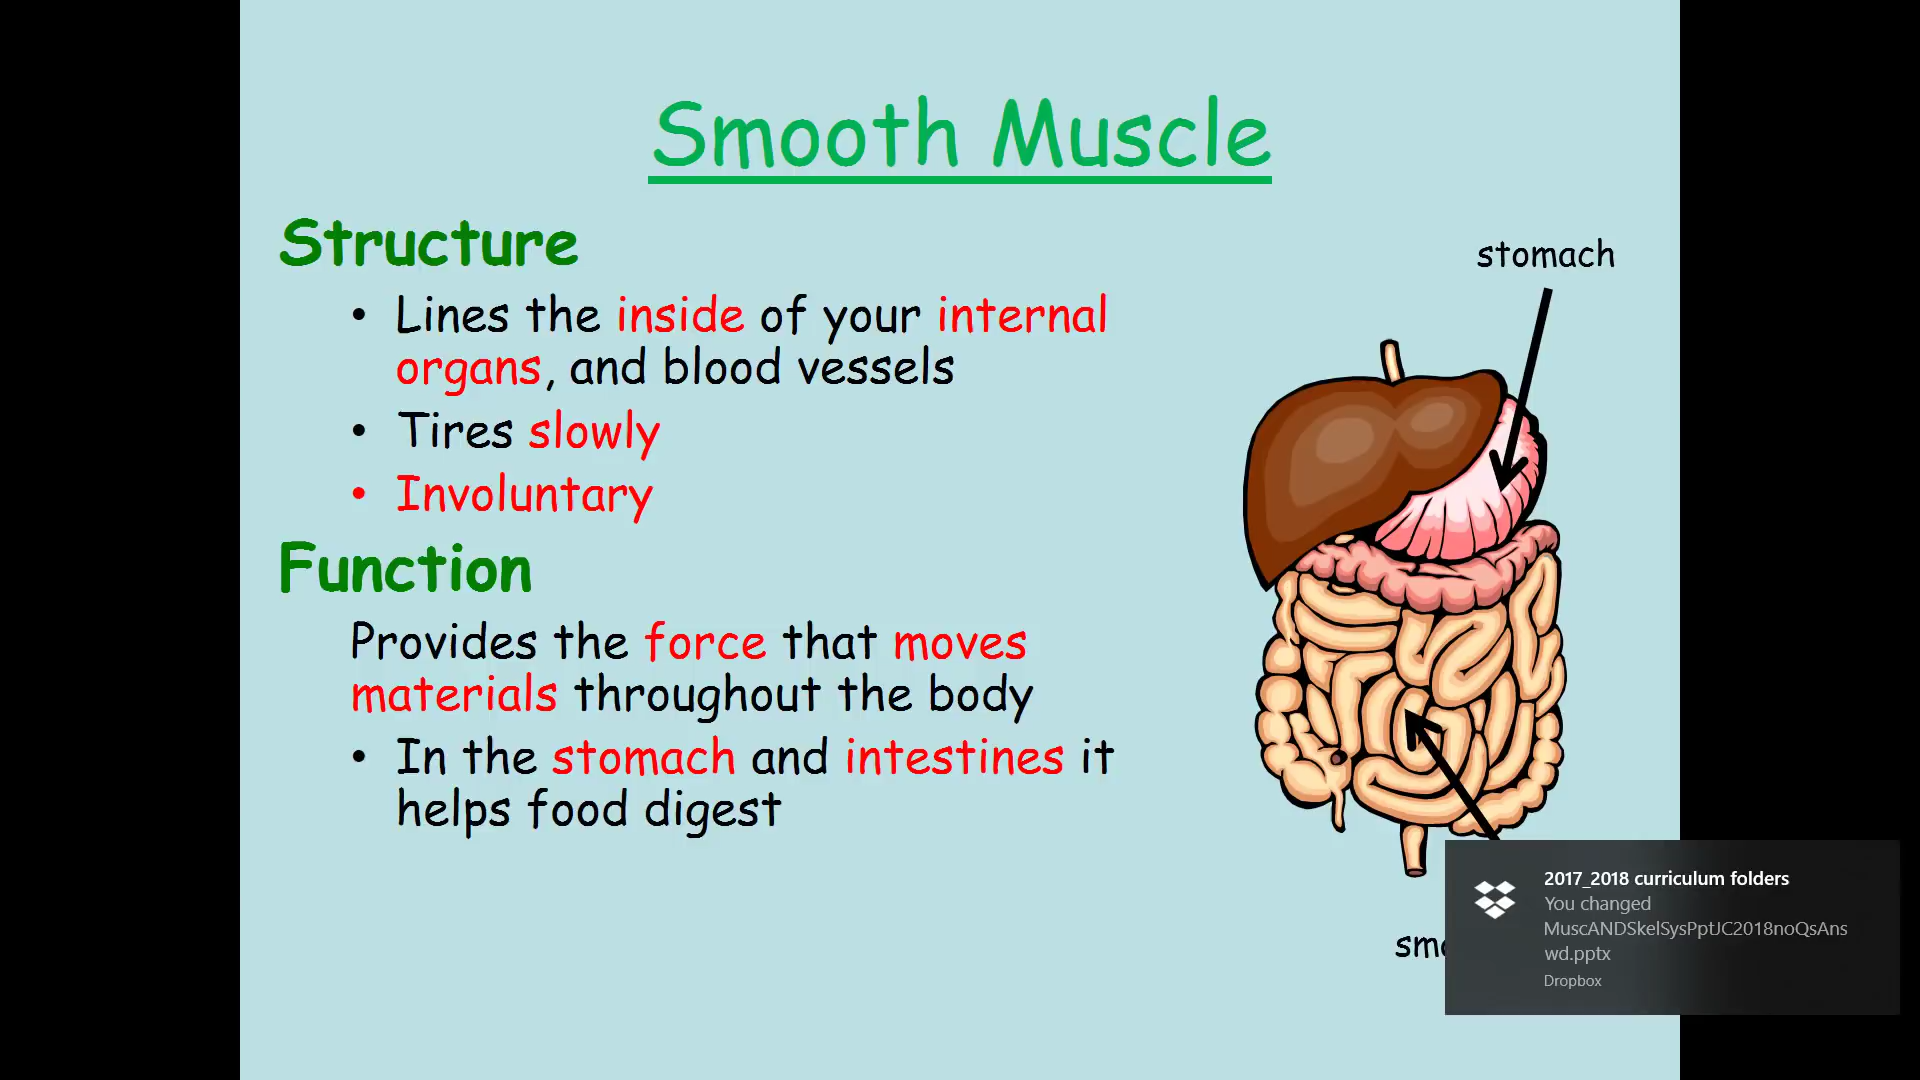 Smooth Muscle
Structure
• Lines the inside of your internal
organs, and blood vessels
• Tires slowly
• Involuntary
Function
Provides the force that moves
materials throughout the body
• In the stomach and intestines it
helps food digest
stomach
2017_2018 curriculum folders
You changed
MuscANDSkelSysPptJC2018noQsAns
wd.pptx
Dropbox